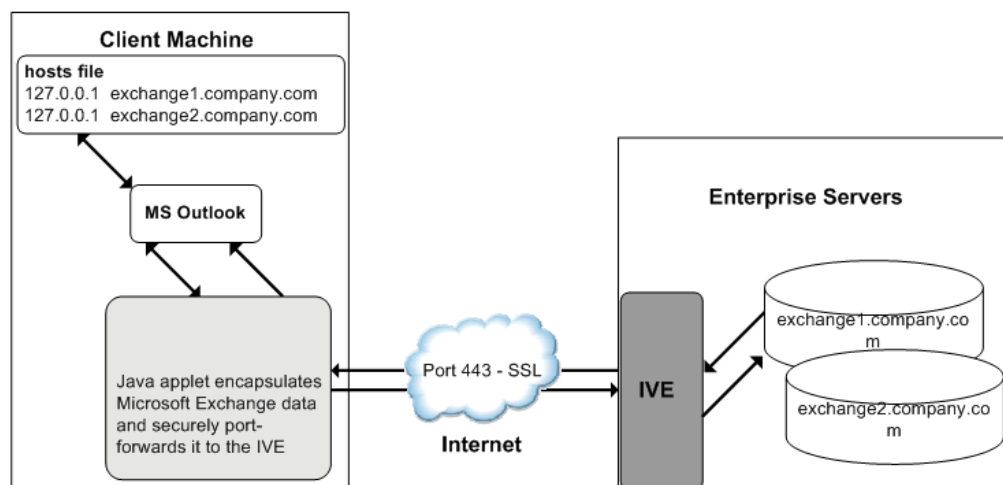 Client Machine
hosts file
127.0.0.1 exchange1.company.com
127.0.0.1 exchange2.company.com
MS Outlook
Java applet encapsulates
Microsoft Exchange data
and securely port-
forwards it to the IVE
Port 443 - SSL
Internet
Enterprise Servers
IVE
exchange1.company.co
m
exchange2.company.co
m